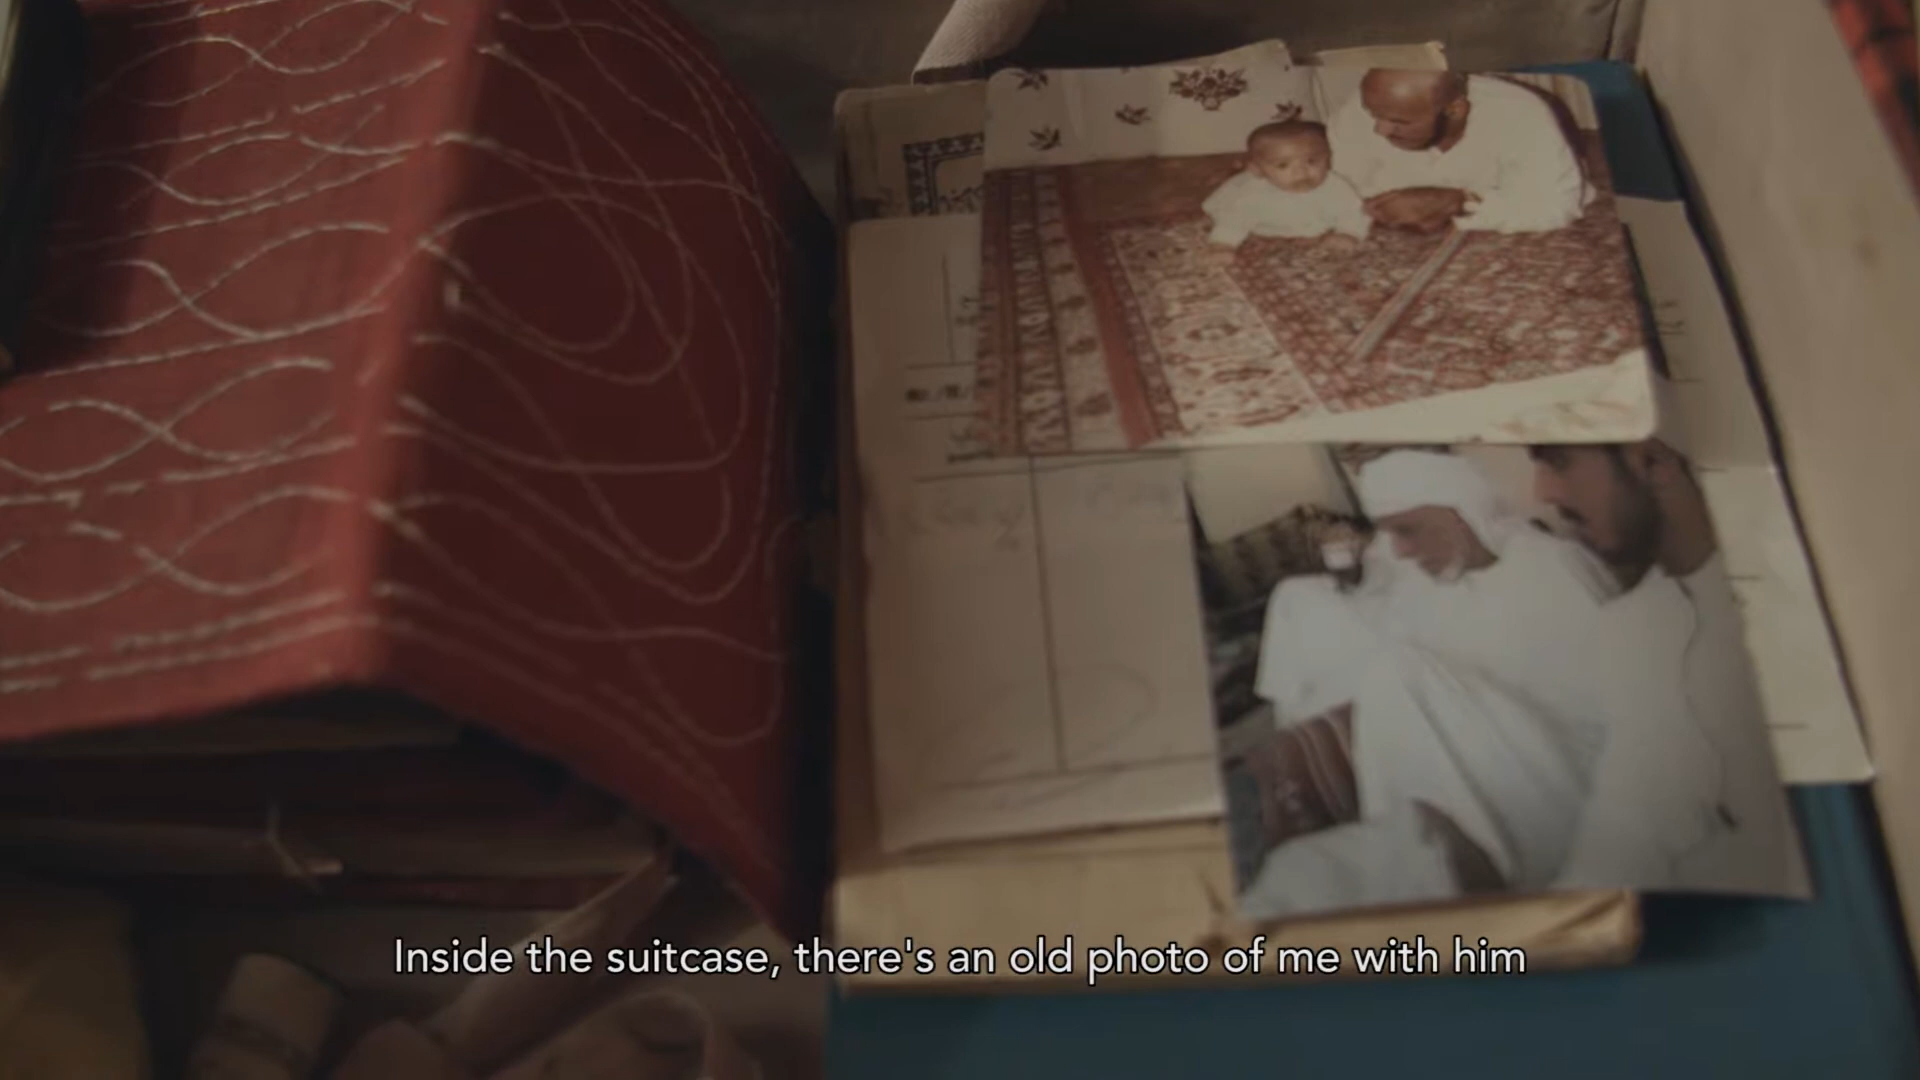 Inside the suitcase, there's an old photo of me with him